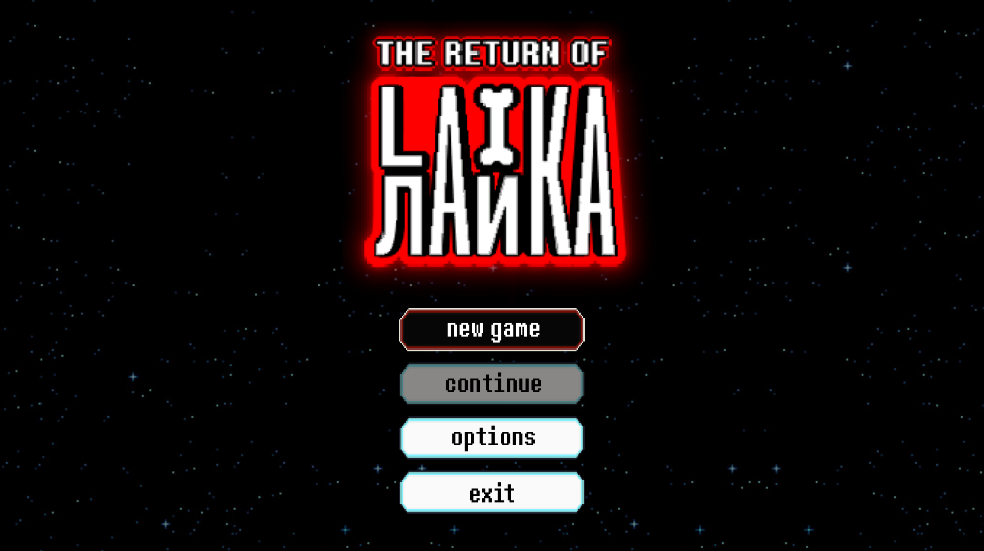 THE RETURN OF
LAIKA
ЛАЙКА
new game
continue
options
exit